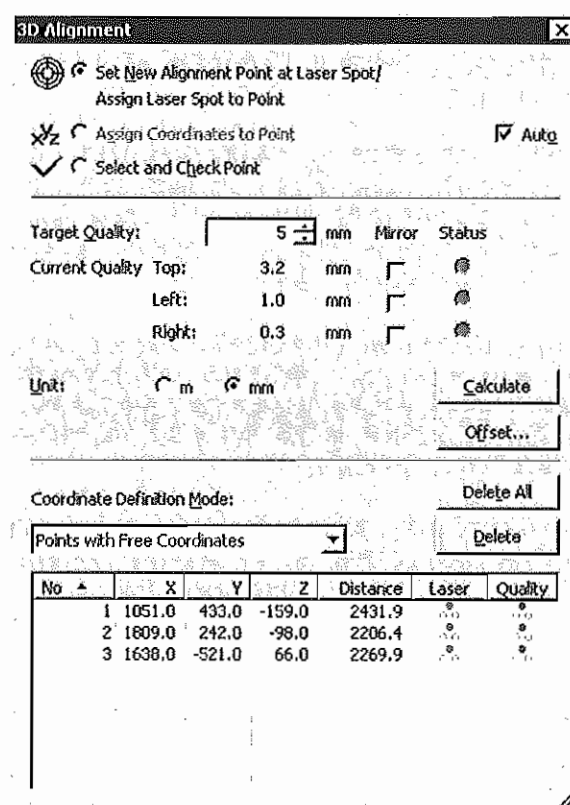 3D Alignment
Set New Alignment Point at Laser Spot/
Assign Laser Spot to Point
xyz Assign Coordinates to Point Auto
Select and Check Point
Target Quality: 5 mm Mirror Status
Current Quality Top: 3.2 mm
Left: 1.0 mm
Right: 0.3 mm
Unit: m mm Calculate
Offset...
Delete All
Coordinate Definition Mode:
Points with Free Coordinates Delete
No X Y Z Distance Laser Quality
1 1051.0 433.0 -159.0 2431.9
2 1809.0 242.0 -98.0 2206.4
3 1638.0 -521.0 66.0 2269.9